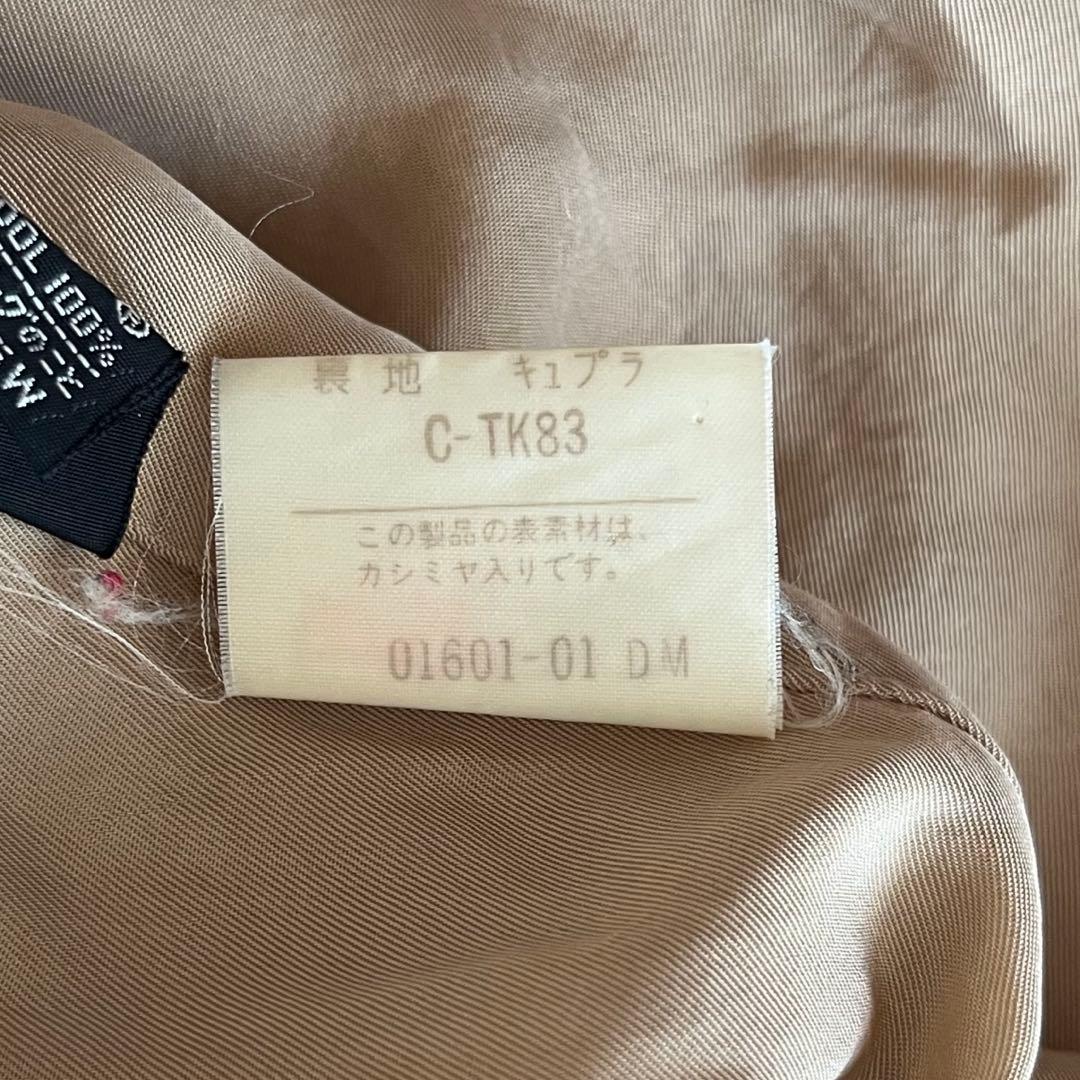 裏地 キュプラ
C-TK83
この製品の表素材は、
カシミヤ入りです。
01601-01 DM
100%